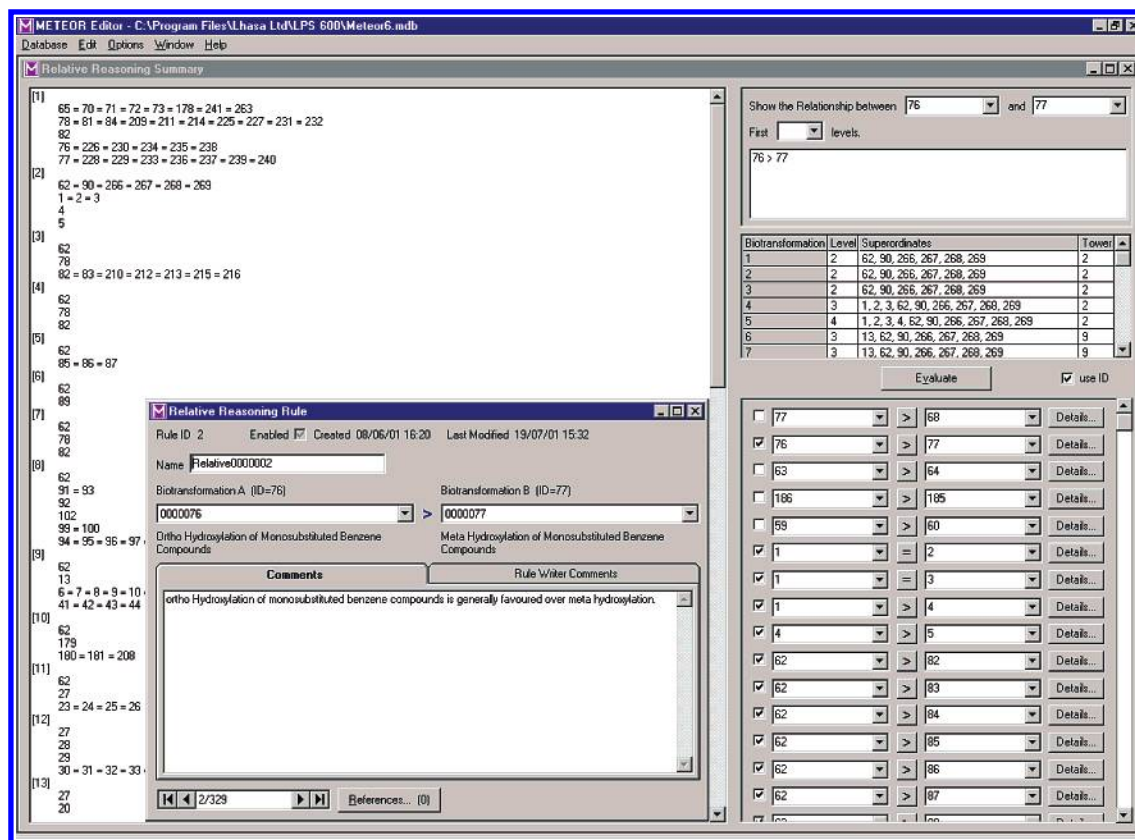 METEOR Editor - C:\Program Files\Lhasa Ltd\LPS 600\Meteor6.mdb
Database Edit Options Window Help
Relative Reasoning Summary
[1]
65 = 70 = 71 = 72 = 73 = 178 = 241 = 263
78 = 81 = 84 = 209 = 211 = 214 = 225 = 227 = 231 = 232
82
76 = 226 = 230 = 234 = 235 = 238
77 = 228 = 229 = 233 = 236 = 237 = 239 = 240
[2]
62 = 90 = 266 = 267 = 268 = 269
1 = 2 = 3
4
5
[3]
62
78
82 = 83 = 210 = 212 = 213 = 215 = 216
[4]
62
78
82
[5]
62
85 = 86 = 87
[6]
62
89
[7]
62
78
82
[8]
62
91 = 93
92
102
99 = 100
94 = 95 = 96 = 97
[9]
62
13
6 = 7 = 8 = 9 = 10
41 = 42 = 43 = 44
[10]
62
179
180 = 181 = 208
[11]
62
27
23 = 24 = 25 = 26
[12]
27
28
29
30 = 31 = 32 = 33
[13]
27
20
Show the Relationship between 76 and 77
First levels.
76 > 77
Biotransformation Level Superordinates Tower
1 2 62, 90, 266, 267, 268, 269 2
2 2 62, 90, 266, 267, 268, 269 2
3 2 62, 90, 266, 267, 268, 269 2
4 3 1, 2, 3, 62, 90, 266, 267, 268, 269 2
5 4 1, 2, 3, 4, 62, 90, 266, 267, 268, 269 2
6 3 13, 62, 90, 266, 267, 268, 269 9
7 3 13, 62, 90, 266, 267, 268, 269 9
Evaluate use ID
77 > 68 Details...
76 > 77 Details...
63 > 64 Details...
186 > 185 Details...
59 > 60 Details...
1 = 2 Details...
1 = 3 Details...
1 > 4 Details...
4 > 5 Details...
62 > 82 Details...
62 > 83 Details...
62 > 84 Details...
62 > 85 Details...
62 > 86 Details...
62 > 87 Details...
Relative Reasoning Rule
Rule ID 2 Enabled Created 08/06/01 16:20 Last Modified 19/07/01 15:32
Name Relative0000002
Biotransformation A (ID=76) Biotransformation B (ID=77)
0000076 > 0000077
Ortho Hydroxylation of Monosubstituted Benzene Meta Hydroxylation of Monosubstituted Benzene
Compounds Compounds
Comments Rule Writer Comments
ortho Hydroxylation of monosubstituted benzene compounds is generally favoured over meta hydroxylation.
2/329 References... (0)